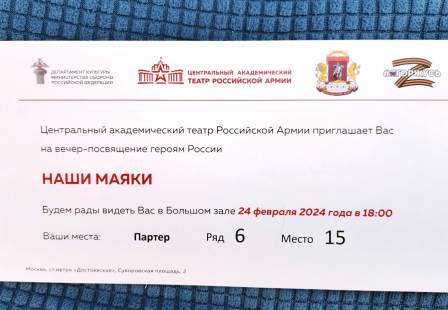 ДЕПАРТАМЕНТ КУЛЬТУРЫ
МИНИСТЕРСТВА ОБОРОНЫ
РОССИЙСКОЙ ФЕДЕРАЦИИ
ЦЕНТРАЛЬНЫЙ АКАДЕМИЧЕСКИЙ
ТЕАТР РОССИЙСКОЙ АРМИИ
Центральный академический театр Российской Армии приглашает Вас
на вечер-посвящение героям России
НАШИ МАЯКИ
Будем рады видеть Вас в Большом зале 24 февраля 2024 года в 18:00
Ваши места: Партер Ряд 6 Место 15
Москва, ст.метро «Достоевская», Суворовская площадь, 2